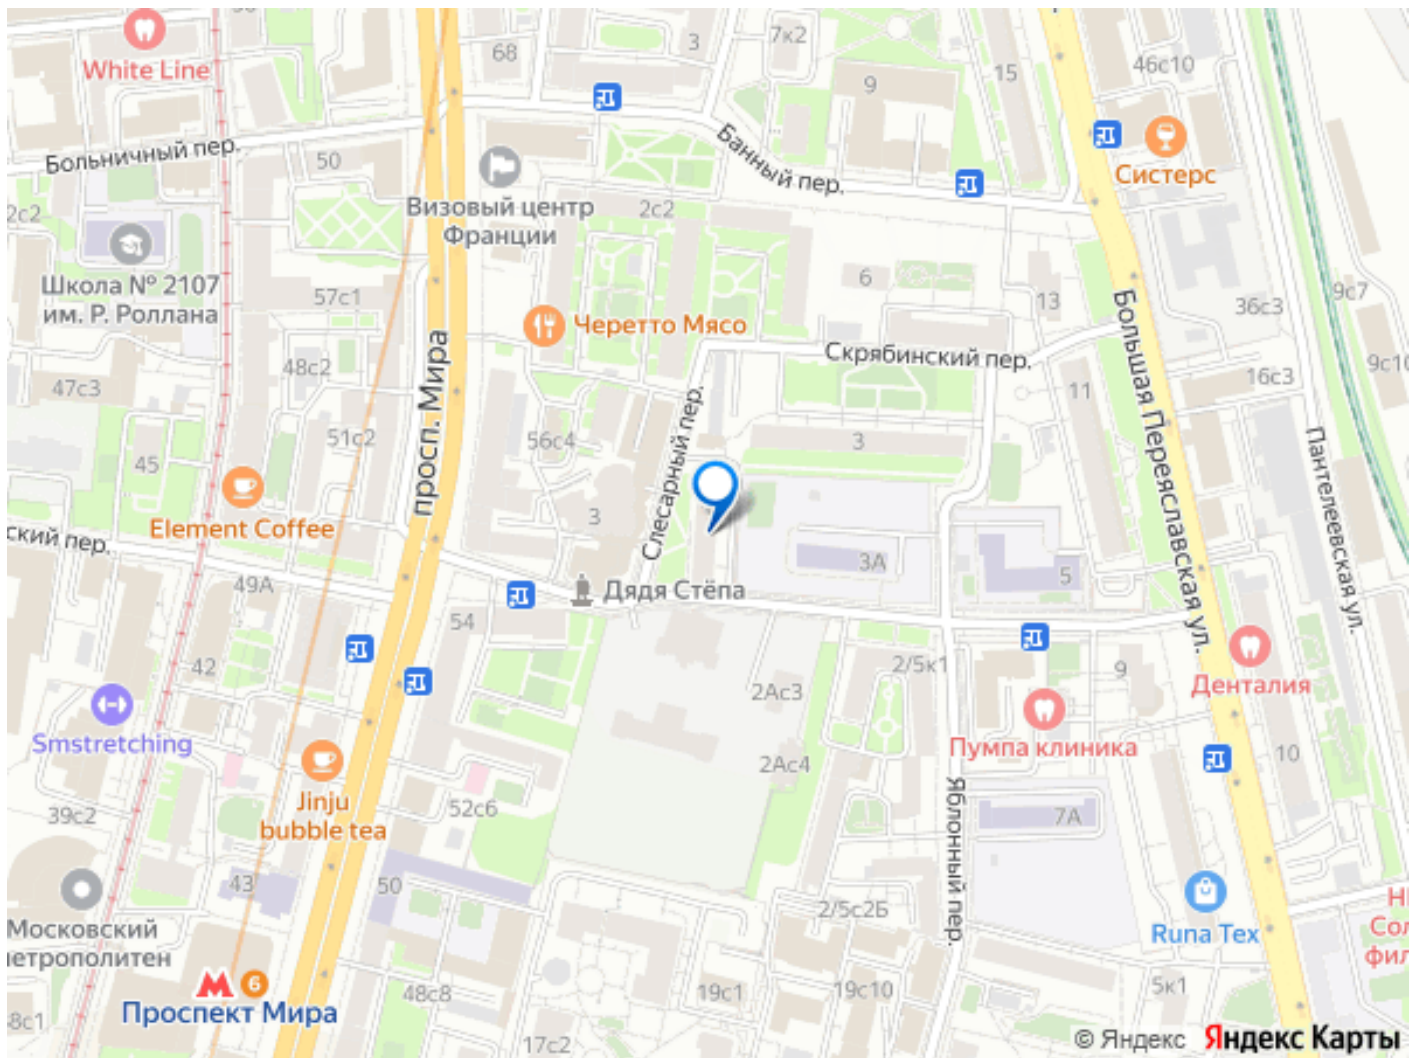 White Line
68
3
7к2
15
46с10
9
Больничный пер.
50
Банный пер.
Систерс
2с2
Визовый центр
Франции
2с2
Школа № 2107
им. Р. Роллана
57с1
6
13
9с7
36с3
Черетто Мясо
просп. Мира
Скрябинский пер.
Большая Переяславская ул.
9с10
48с2
47с3
16с3
11
Слесарный пер.
51с2
56с4
3
45
Пантелеевская ул.
Element Coffee
3
ский пер.
3А
5
49А
Дядя Стёпа
54
42
2/5к1
9
2Ас3
Денталия
Smstretching
Пумпа клиника
10
2Ас4
Jinju
bubble tea
39с2
52с6
Яблонный пер.
7А
43
50
2/5с2Б
Московский
етрополитен
Runa Tex
Сол
фил
6
Проспект Мира
48с8
19с1
19с10
5к1
8с1
17с2
© Яндекс Яндекс Карты